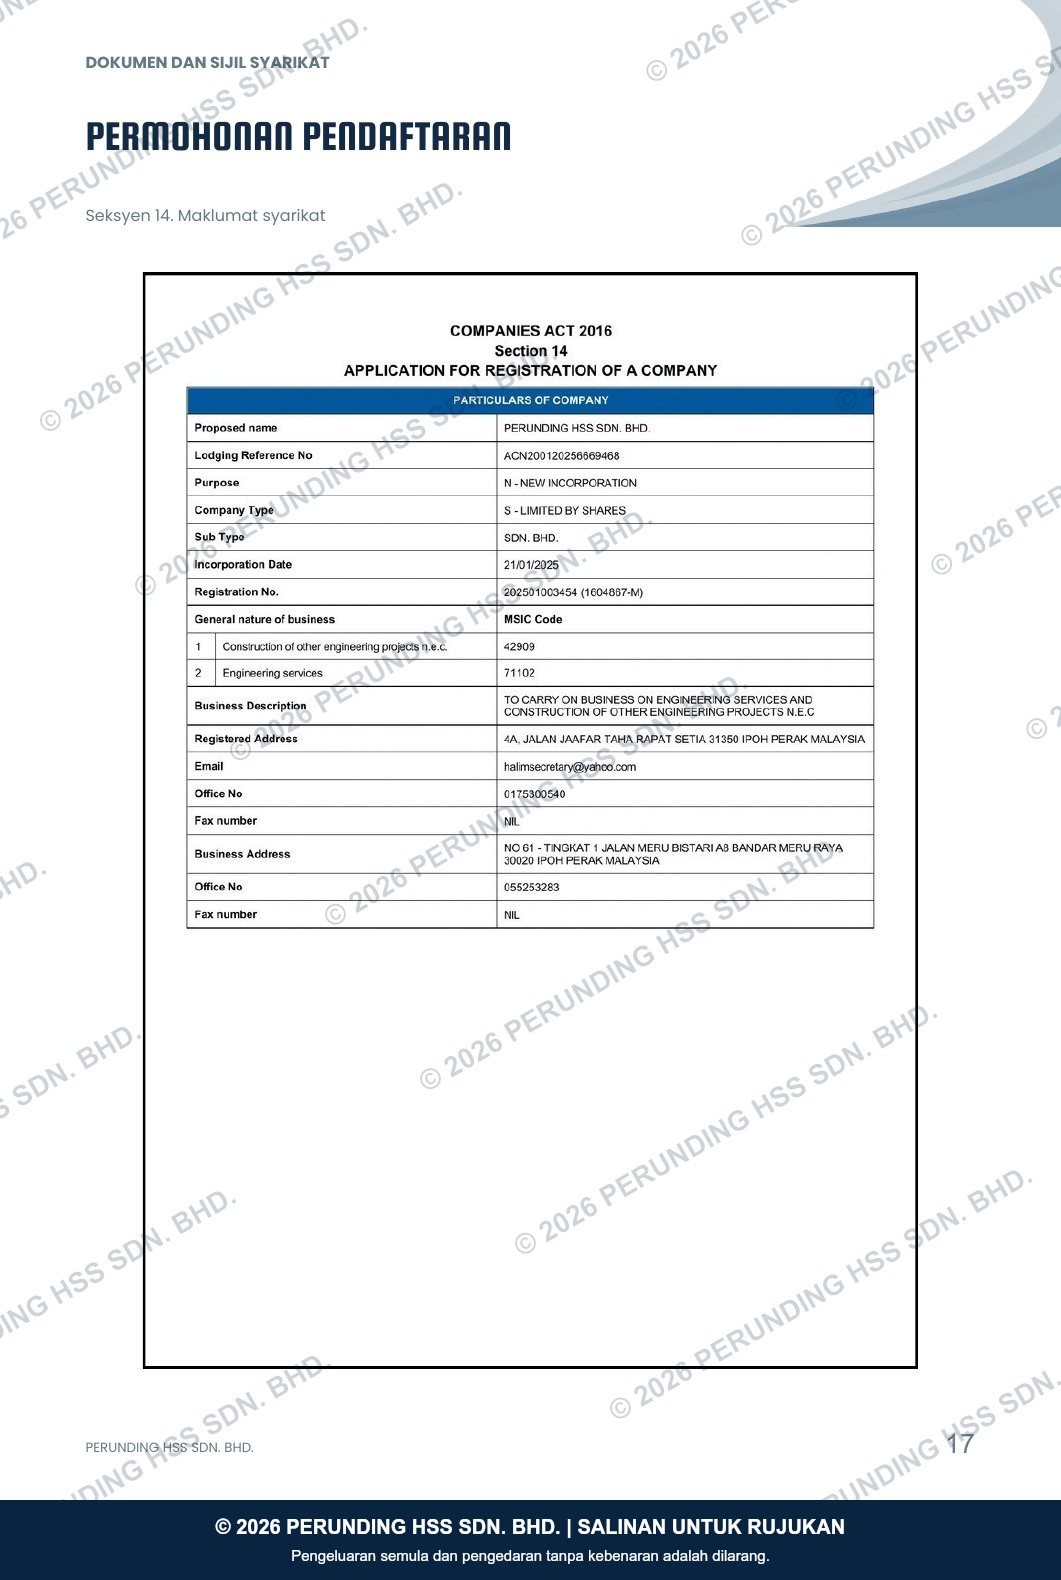 DOKUMEN DAN SIJIL SYARIKAT
PERMOHONAN PENDAFTARAN
Seksyen 14. Maklumat syarikat
COMPANIES ACT 2016
Section 14
APPLICATION FOR REGISTRATION OF A COMPANY
PARTICULARS OF COMPANY
Proposed name PERUNDING HSS SDN. BHD.
Lodging Reference No ACN200120256669468
Purpose N - NEW INCORPORATION
Company Type S - LIMITED BY SHARES
Sub Type SDN. BHD.
Incorporation Date 21/01/2025
Registration No. 202501003454 (1604867-M)
General nature of business MSIC Code
1 Construction of other engineering projects n.e.c. 42909
2 Engineering services 71102
Business Description TO CARRY ON BUSINESS ON ENGINEERING SERVICES AND
CONSTRUCTION OF OTHER ENGINEERING PROJECTS N.E.C
Registered Address 4A, JALAN JAAFAR TAHA RAPAT SETIA 31350 IPOH PERAK MALAYSIA
Email halimsecretary@yahoo.com
Office No 0175300540
Fax number NIL
Business Address NO 61 - TINGKAT 1 JALAN MERU BISTARI A8 BANDAR MERU RAYA
30020 IPOH PERAK MALAYSIA
Office No 055253283
Fax number NIL
PERUNDING HSS SDN. BHD.
17
© 2026 PERUNDING HSS SDN. BHD. | SALINAN UNTUK RUJUKAN
Pengeluaran semula dan pengedaran tanpa kebenaran adalah dilarang.
© 2026 PERUNDING HSS SDN. BHD.